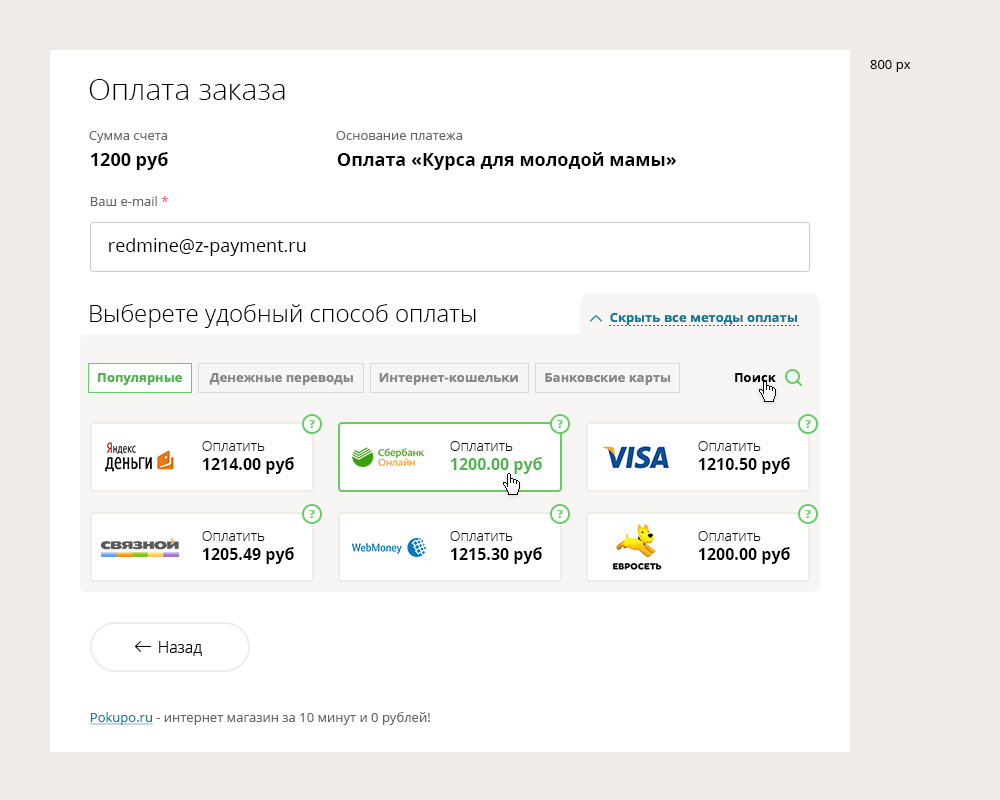 800 px
Оплата заказа
Сумма счета
1200 руб
Основание платежа
Оплата «Курса для молодой мамы»
Ваш e-mail *
redmine@z-payment.ru
Выберете удобный способ оплаты
Скрыть все методы оплаты
Популярные
Денежные переводы
Интернет-кошельки
Банковские карты
Поиск
Яндекс
деньги
Оплатить
1214.00 руб
?
Сбербанк
Онлайн
Оплатить
1200.00 руб
?
VISA
Оплатить
1210.50 руб
?
СВЯЗНОЙ
Оплатить
1205.49 руб
?
WebMoney
Оплатить
1215.30 руб
?
ЕВРОСЕТЬ
Оплатить
1200.00 руб
?
Назад
Pokupo.ru - интернет магазин за 10 минут и 0 рублей!